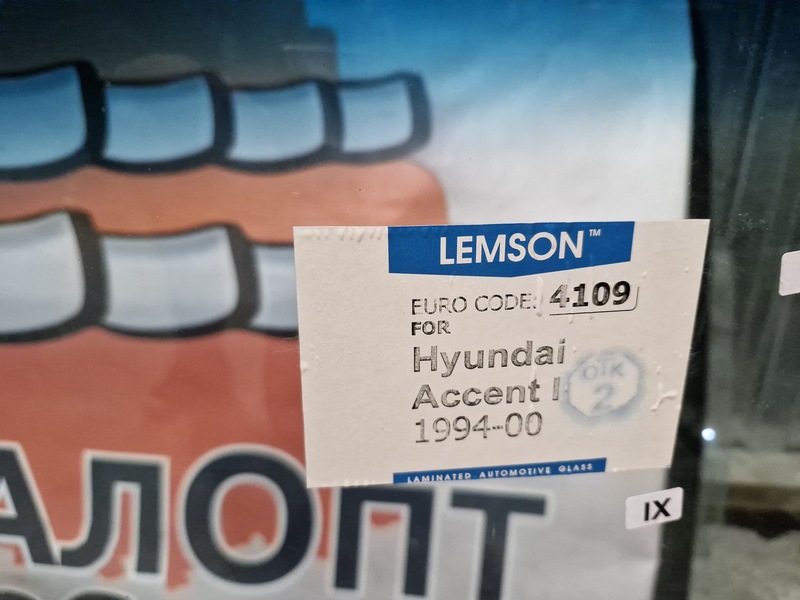 LEMSON™
EURO CODE: 4109
FOR
Hyundai
Accent I
1994-00
ОТК
2
LAMINATED AUTOMOTIVE GLASS
IX
АЛОПТ